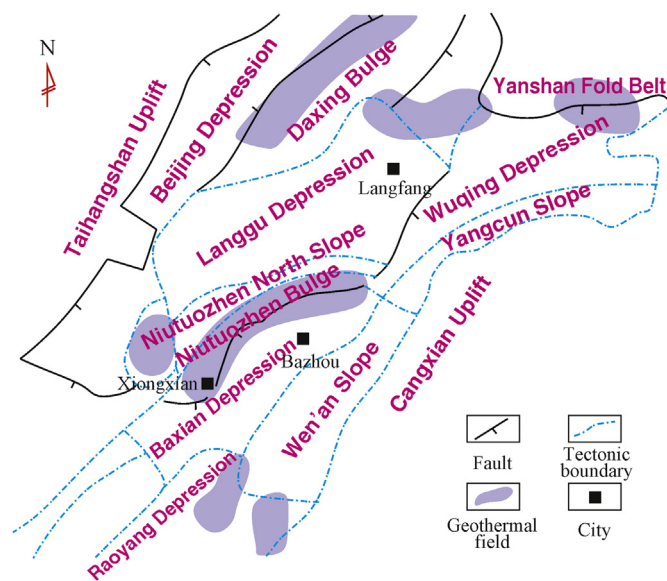 N
Taihangshan Uplift
Beijing Depression
Daxing Bulge
Yanshan Fold Belt
Langfang
Langgu Depression
Wuqing Depression
Yangcun Slope
Niutuozhen North Slope
Niutuozhen Bulge
Cangxian Uplift
Bazhou
Xiongxian
Baxian Depression
Wen'an Slope
Raoyang Depression
Fault
Tectonic
boundary
Geothermal
field
City